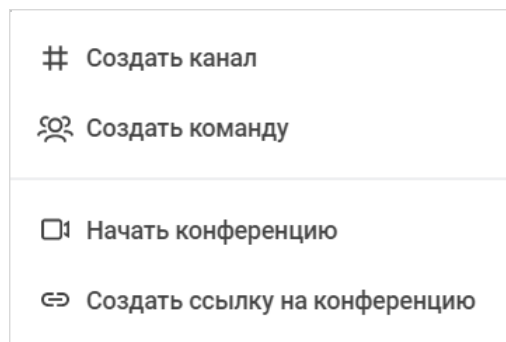 Создать канал
Создать команду
Начать конференцию
Создать ссылку на конференцию